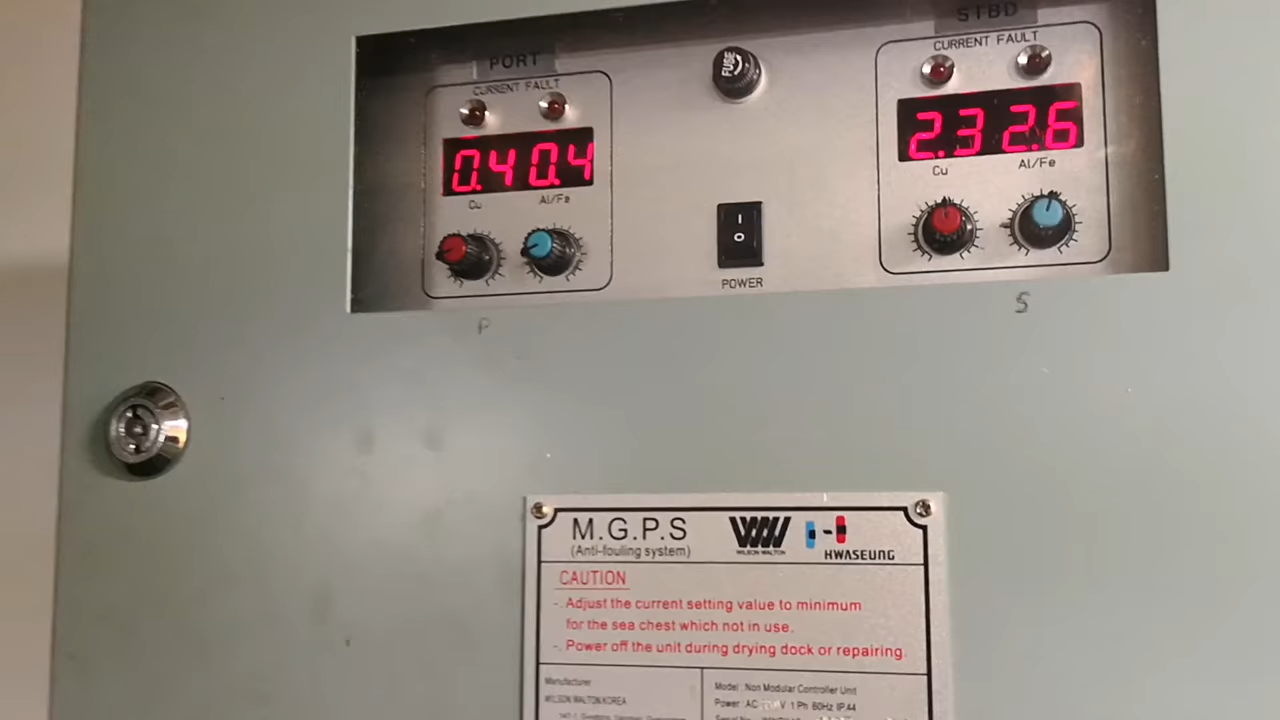 PORT
CURRENT FAULT
0.4 0.4
Cu Al/Fe
FUSE
I
O
POWER
STBD
CURRENT FAULT
2.3 2.6
Cu Al/Fe
P
S
M.G.P.S
(Anti-fouling system)
WILSON WALTON
HWASEUNG
CAUTION
-. Adjust the current setting value to minimum
for the sea chest which not in use.
-. Power off the unit during drying dock or repairing.
Manufacturer
WILSON WALTON KOREA
Model : Non Modular Controller Unit
Power : AC V 1 Ph 60Hz IP.44